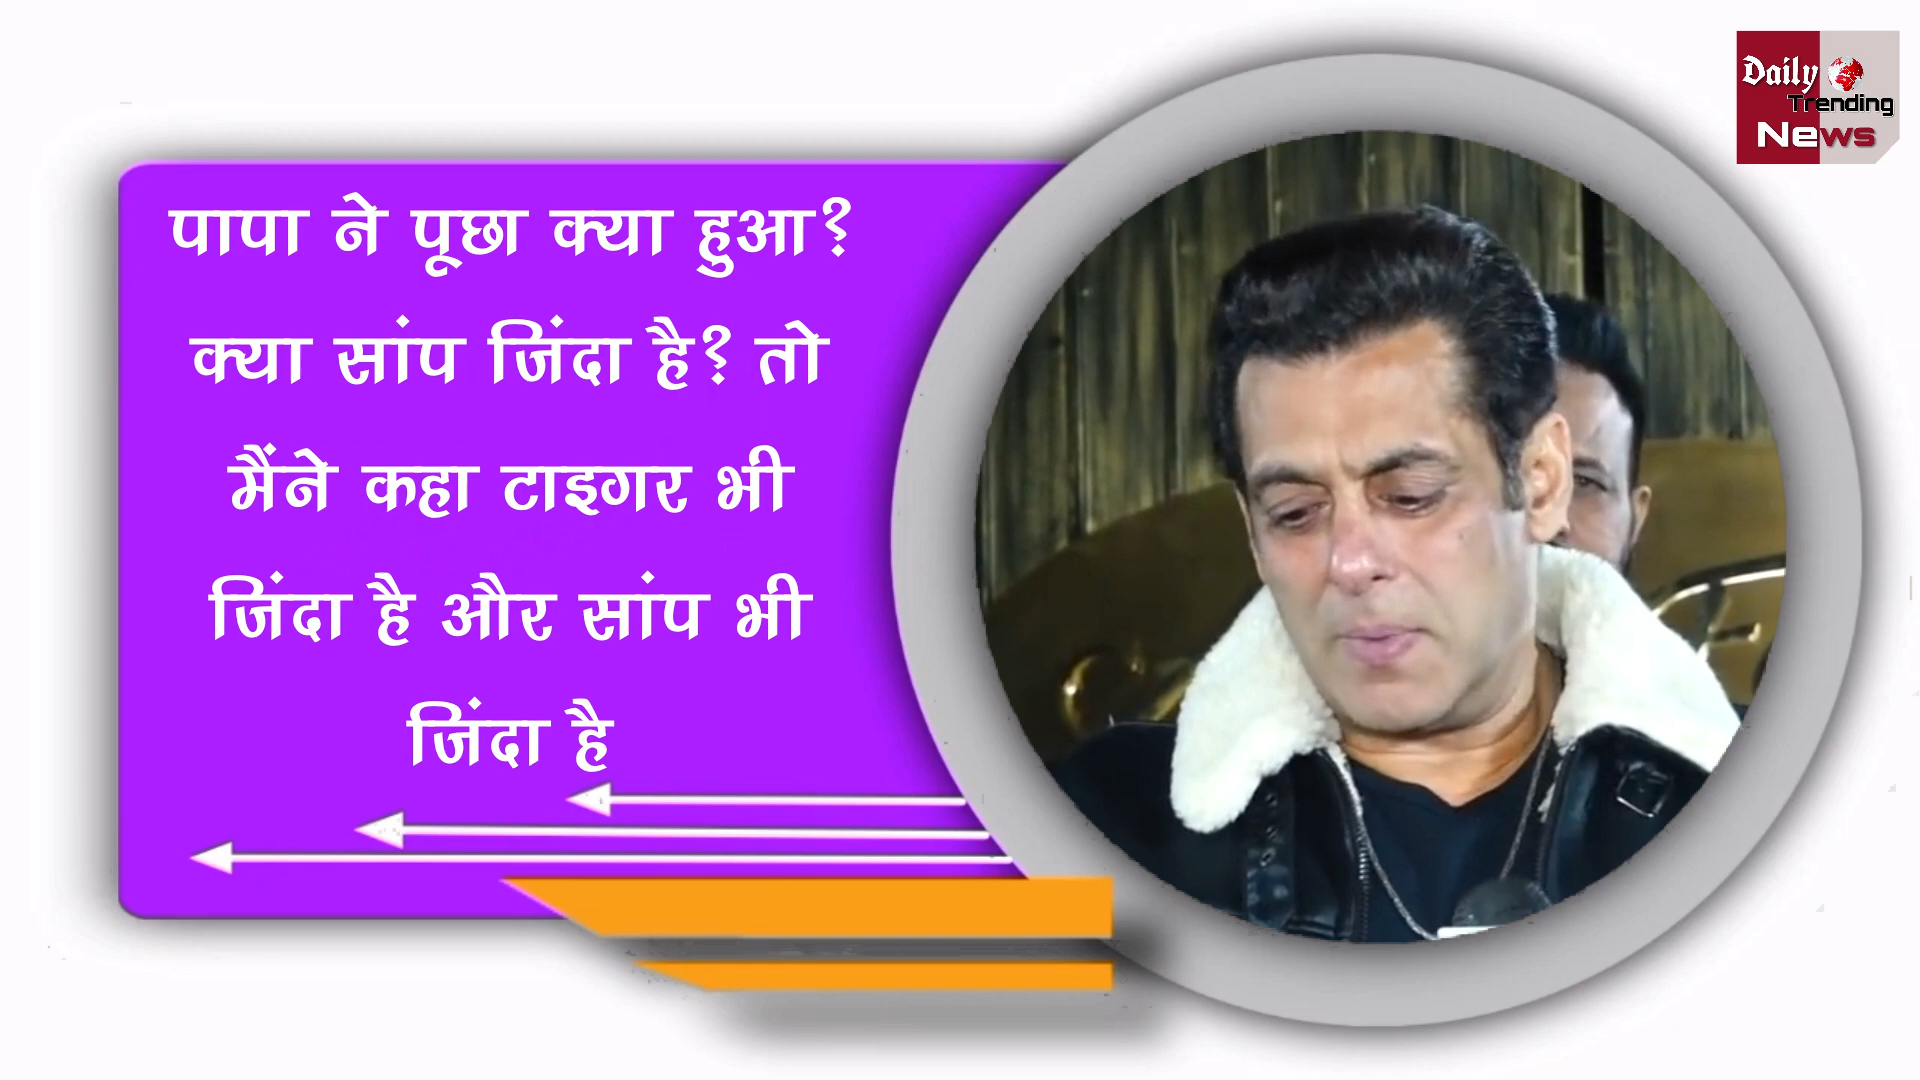 पापा ने पूछा क्या हुआ?
क्या सांप जिंदा है? तो
मैंने कहा टाइगर भी
जिंदा है और सांप भी
जिंदा है
Daily
Trending
News